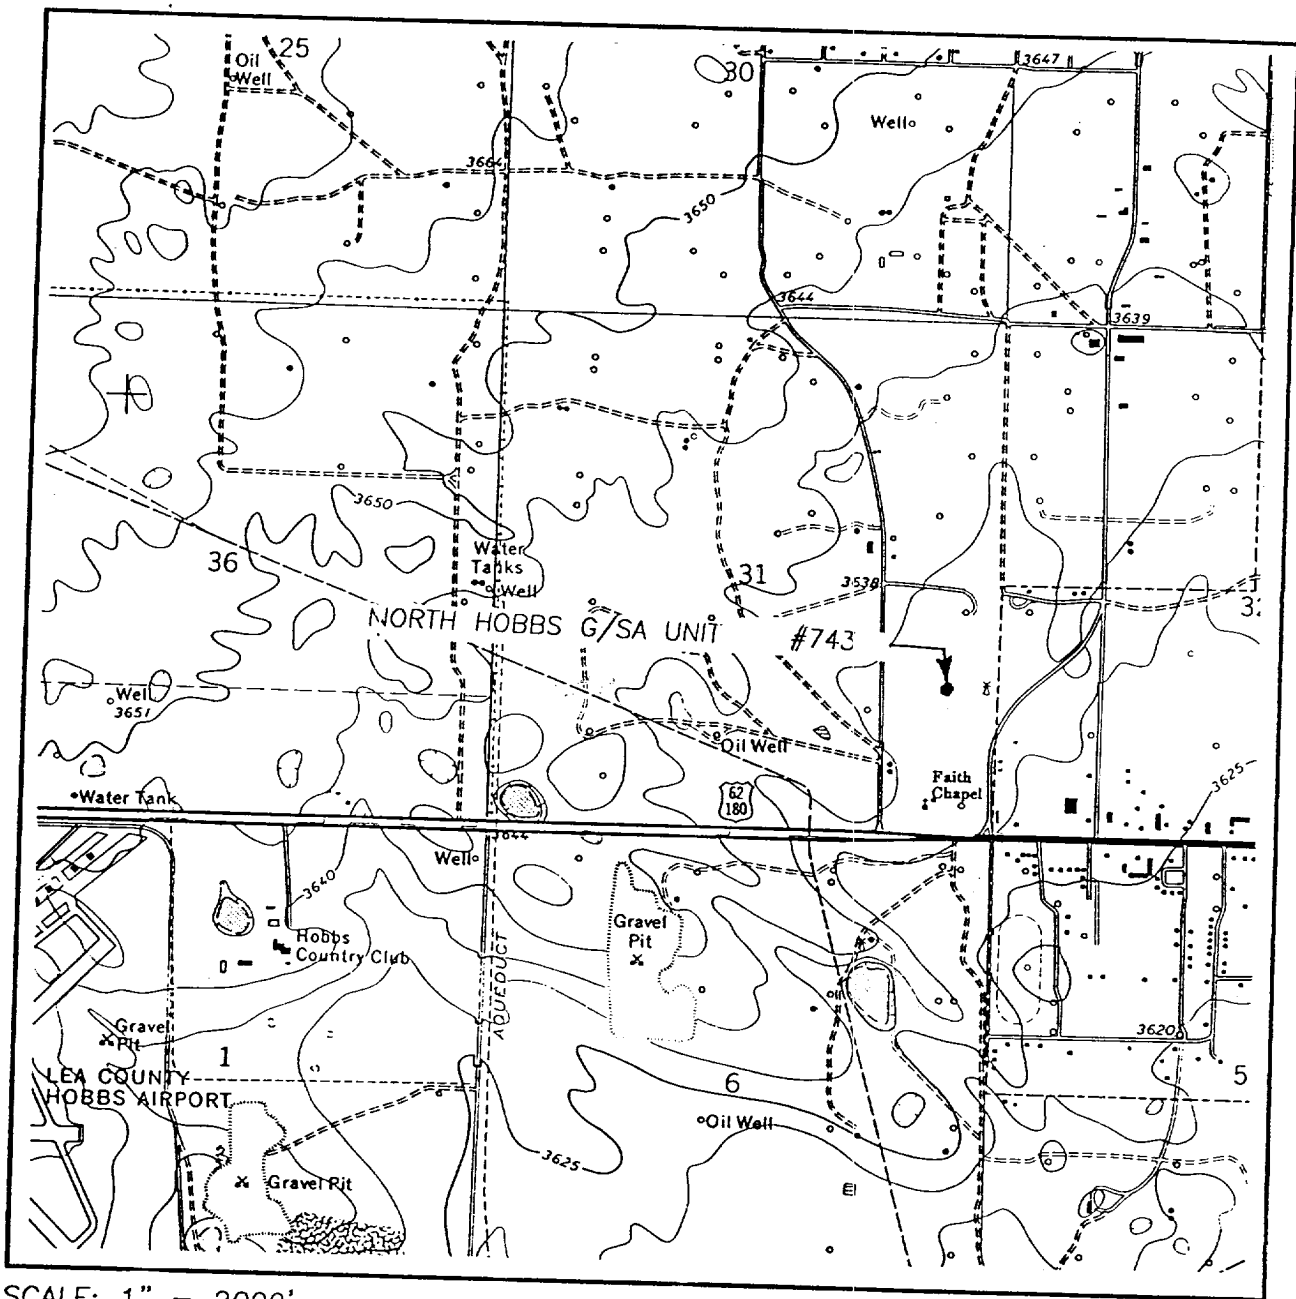 25
Oil
Well
30
3647
Well
3664
3650
3644
3639
3650
36
Water
Tanks
Well
31
3638
NORTH HOBBS G/SA UNIT #743
Well
3651
Oil Well
Faith
Chapel
62
180
3625
Water Tank
3644
Well
3640
Hobbs
Country Club
Gravel
Pit
AQUEDUCT
Gravel
Pit
1
3620
LEA COUNTY
HOBBS AIRPORT
6
5
Oil Well
3625
Gravel Pit
SCALE: 1" = 2000'